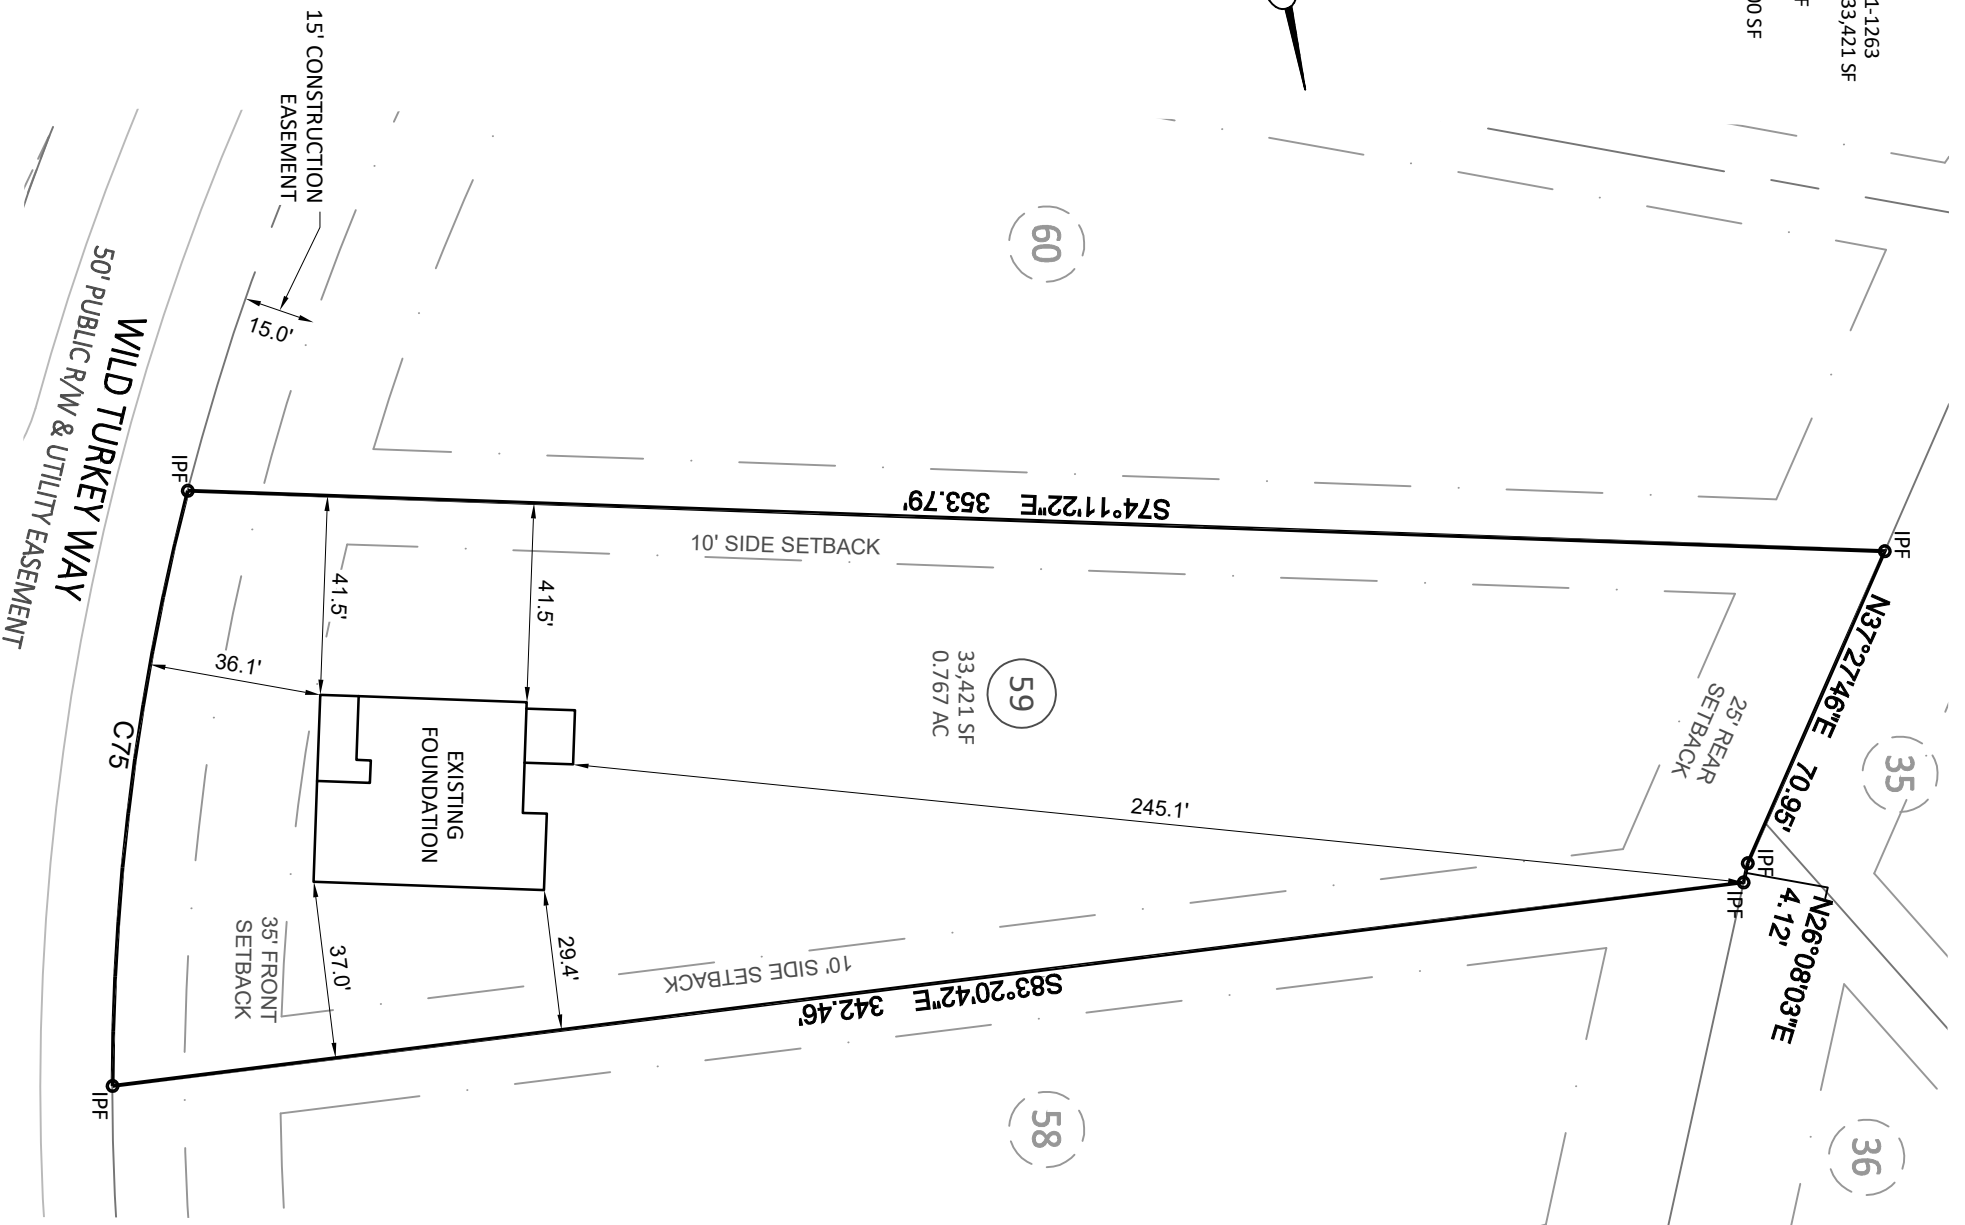 1-1263
33,421 SF
F
00 SF
15' CONSTRUCTION
EASEMENT
15.0'
WILD TURKEY WAY
50' PUBLIC R/W & UTILITY EASEMENT
60
IPF
S74°11'22"E 353.79'
IPF
10' SIDE SETBACK
41.5'
41.5'
36.1'
C75
EXISTING
FOUNDATION
59
33,421 SF
0.767 AC
N37°27'46"E 70.95'
25' REAR
SETBACK
35
245.1'
IPF
IPF
N26°08'03"E
4.12'
35' FRONT
SETBACK
37.0'
29.4'
10' SIDE SETBACK
S83°20'42"E 342.46'
IPF
58
36